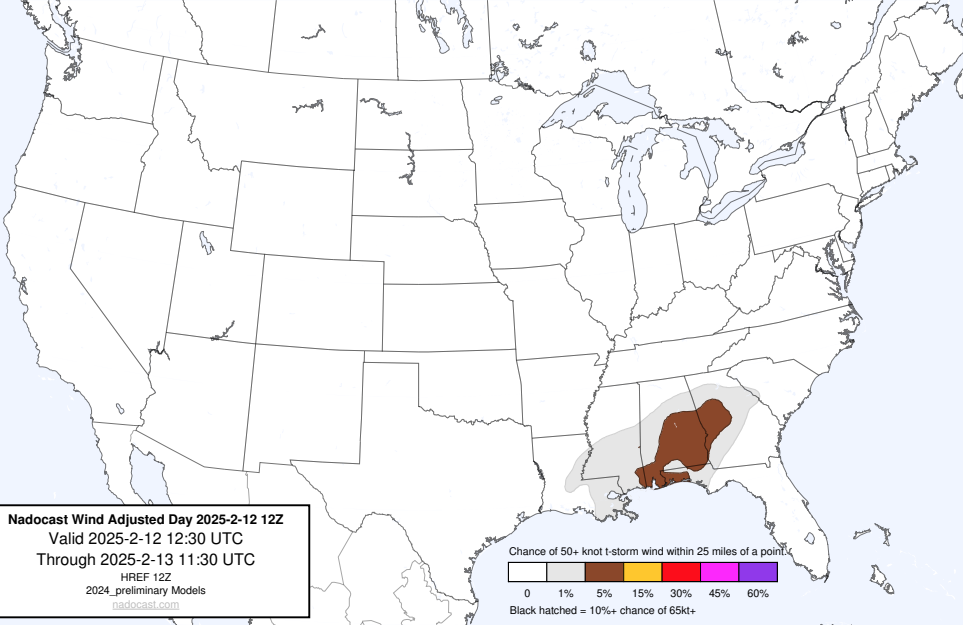 Nadocast Wind Adjusted Day 2025-2-12 12Z
Valid 2025-2-12 12:30 UTC
Through 2025-2-13 11:30 UTC
HREF 12Z
2024_preliminary Models
nadocast.com
Chance of 50+ knot t-storm wind within 25 miles of a point.
0 1% 5% 15% 30% 45% 60%
Black hatched = 10%+ chance of 65kt+